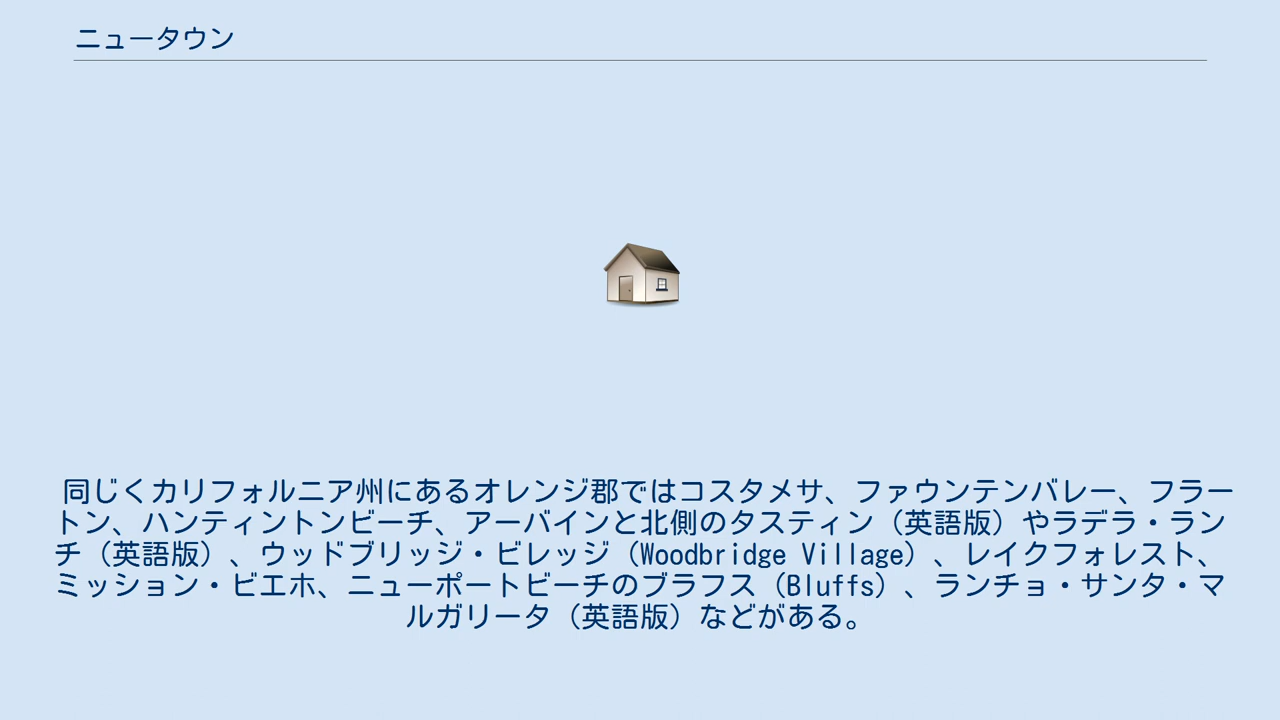 ニュータウン
同じくカリフォルニア州にあるオレンジ郡ではコスタメサ、ファウンテンバレー、フラー
トン、ハンティントンビーチ、アーバインと北側のタスティン（英語版）やラデラ・ラン
チ（英語版）、ウッドブリッジ・ビレッジ（Woodbridge Village）、レイクフォレスト、
ミッション・ビエホ、ニューポートビーチのブラフス（Bluffs）、ランチョ・サンタ・マ
ルガリータ（英語版）などがある。